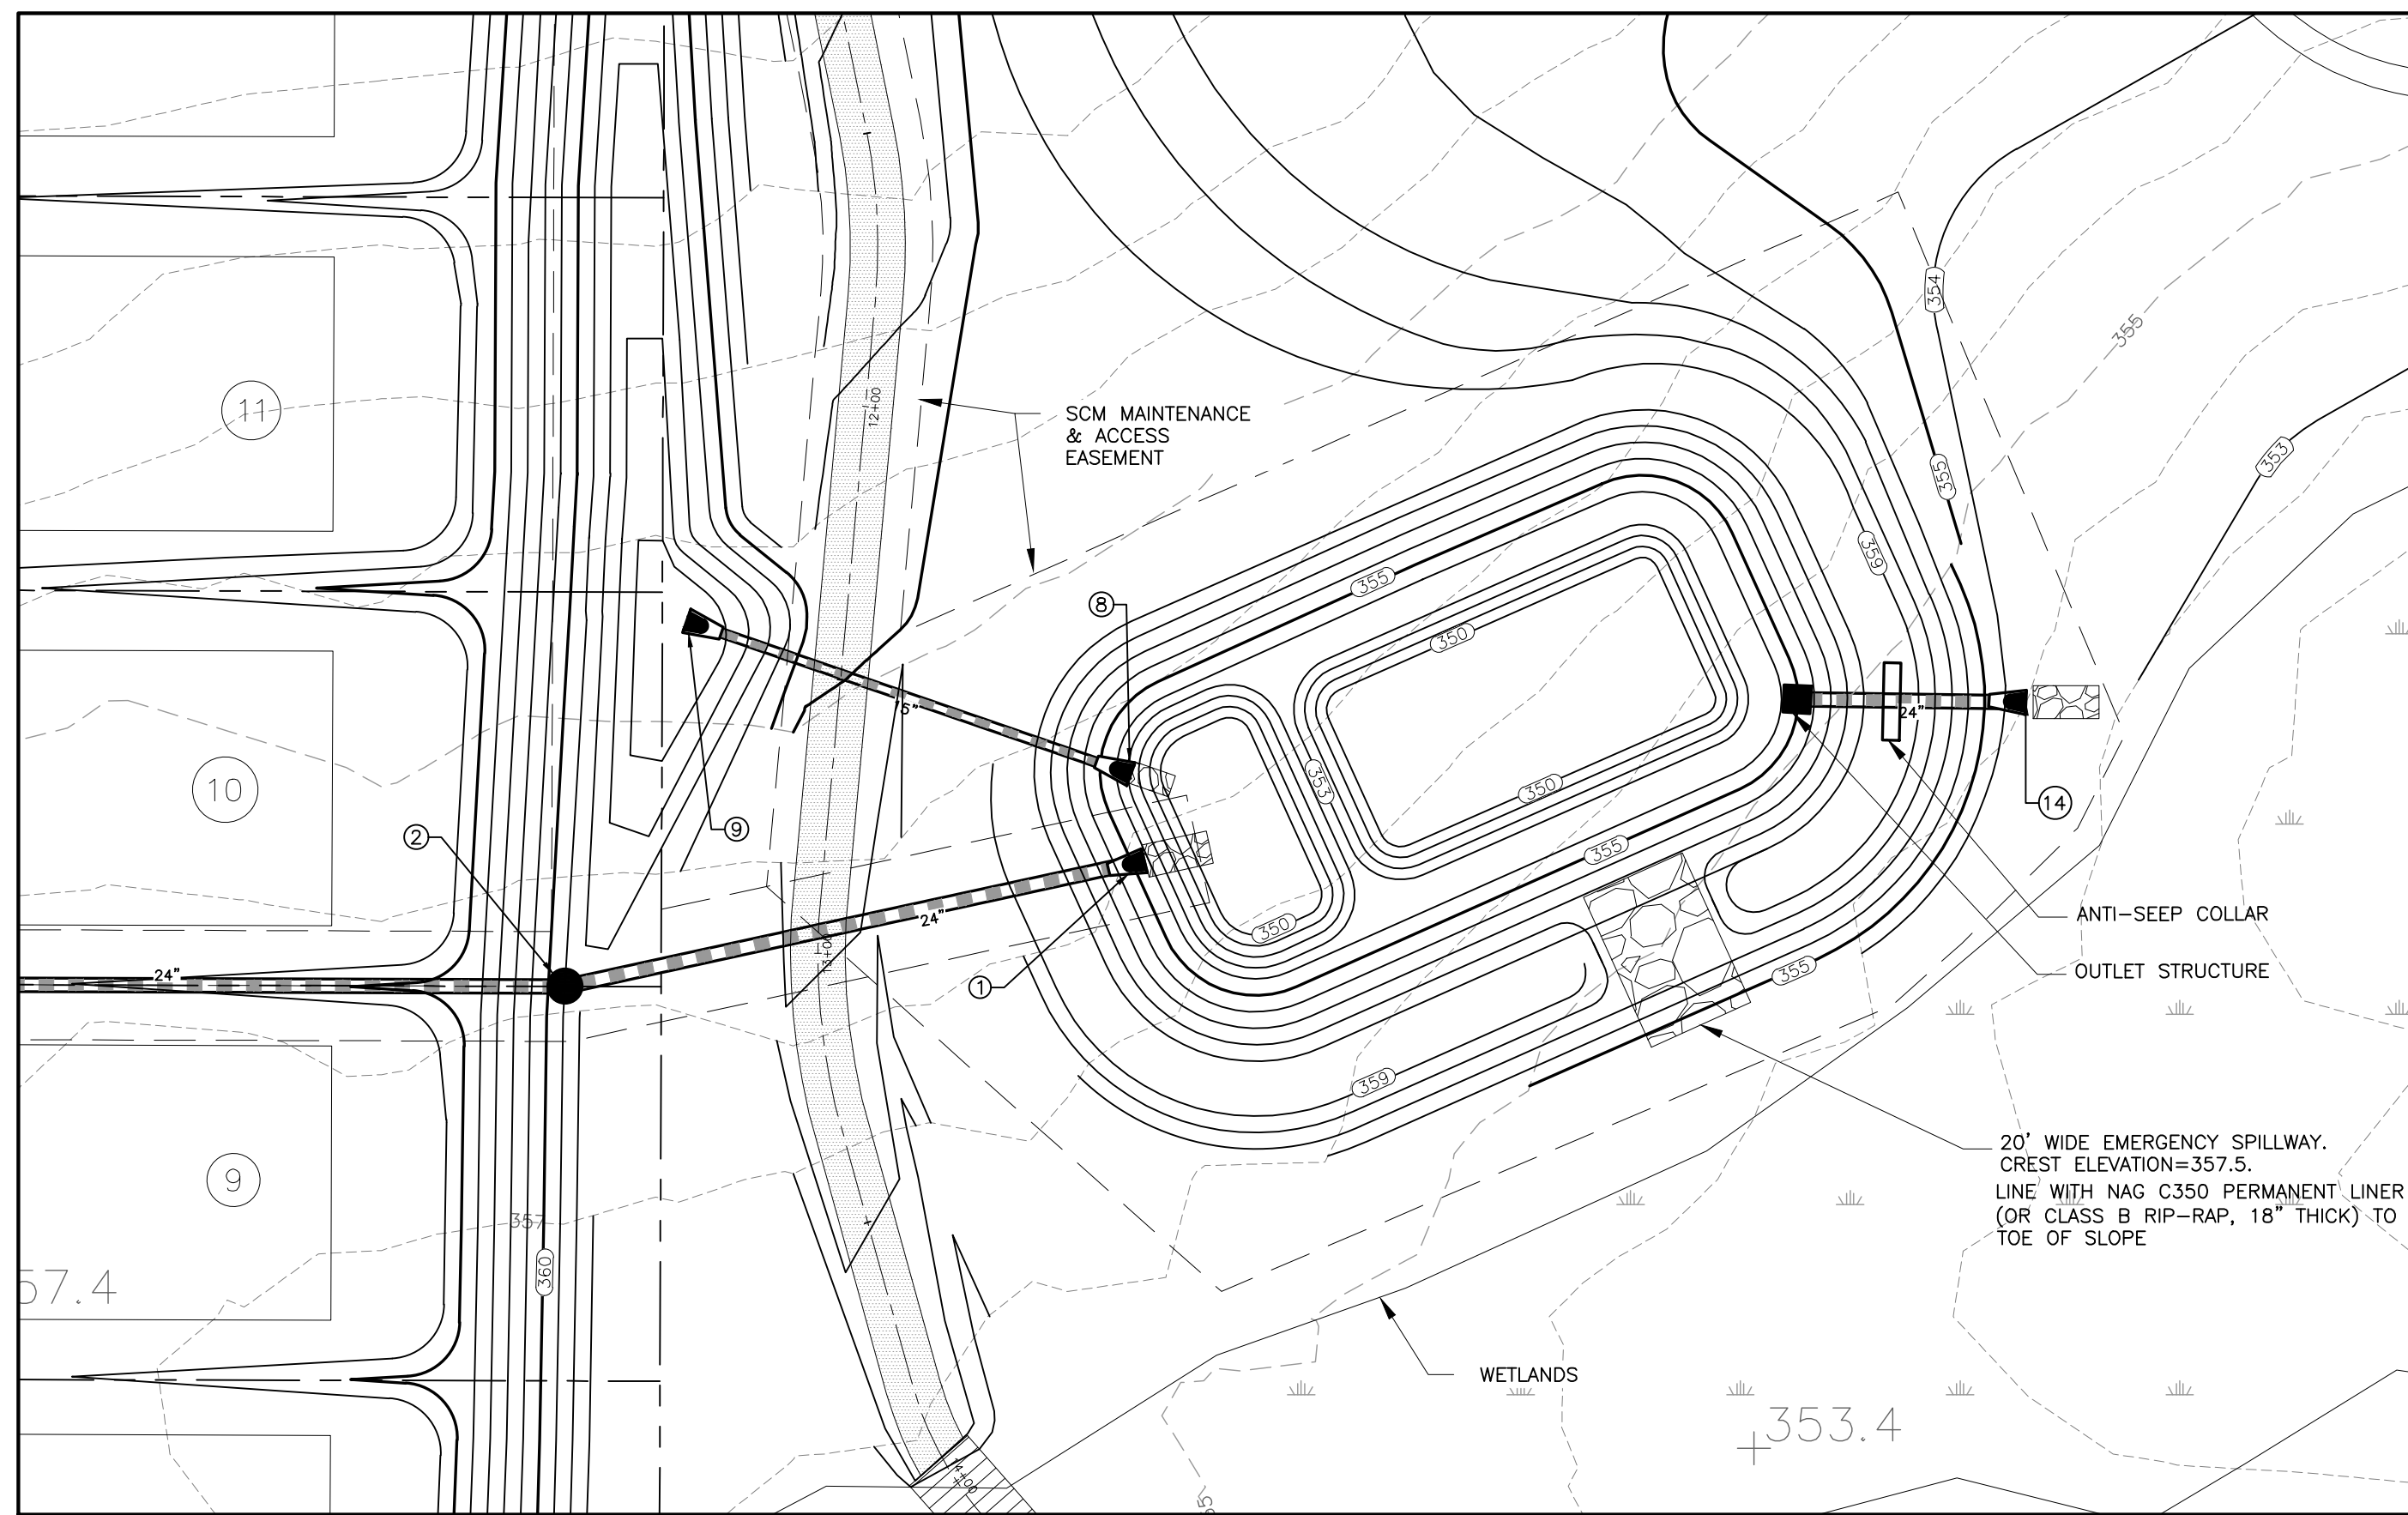 354
355
11
12+00
SCM MAINTENANCE
& ACCESS
EASEMENT
353
355
359
355
8
350
10
15"
24"
353
350
14
2
9
355
350
24"
ANTI-SEEP COLLAR
13+00
24"
1
355
OUTLET STRUCTURE
359
20' WIDE EMERGENCY SPILLWAY.
CREST ELEVATION=357.5.
9
LINE WITH NAG C350 PERMANENT LINER
(OR CLASS B RIP-RAP, 18" THICK) TO
TOE OF SLOPE
357
360
57.4
WETLANDS
353.4
14+00